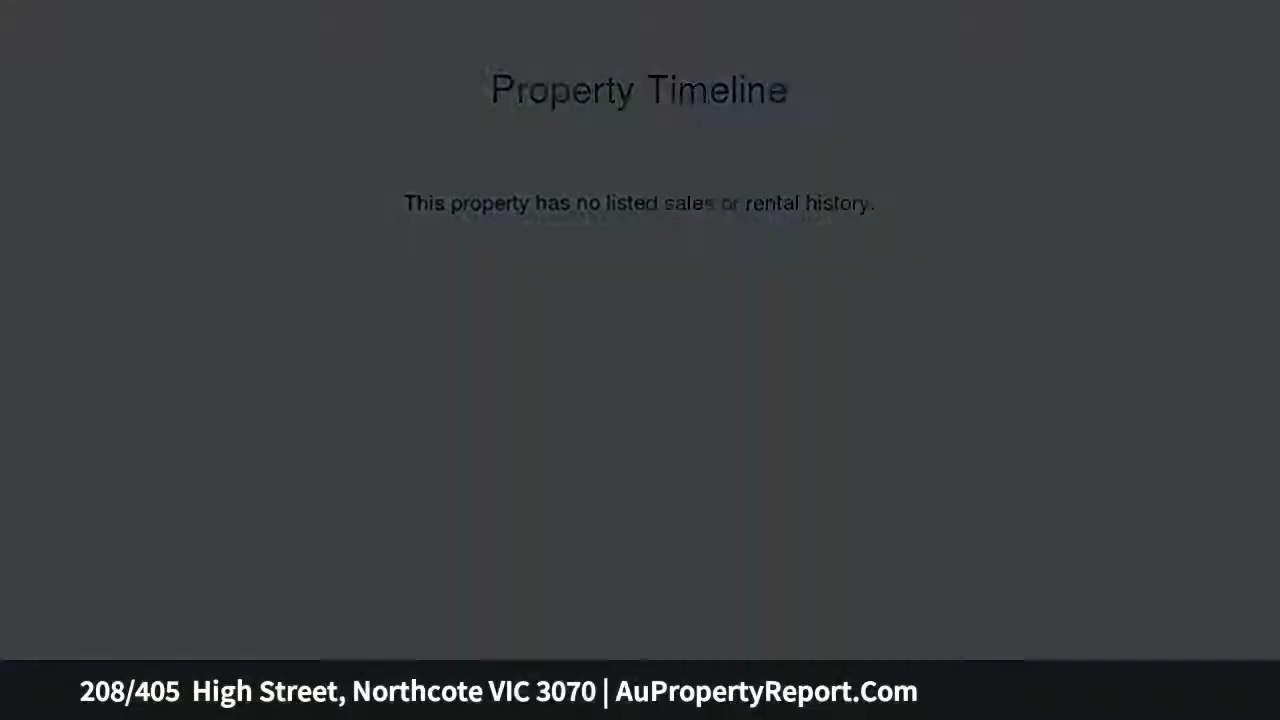 Property Timeline
This property has no listed sales or rental history.
208/405 High Street, Northcote VIC 3070 | AuPropertyReport.Com